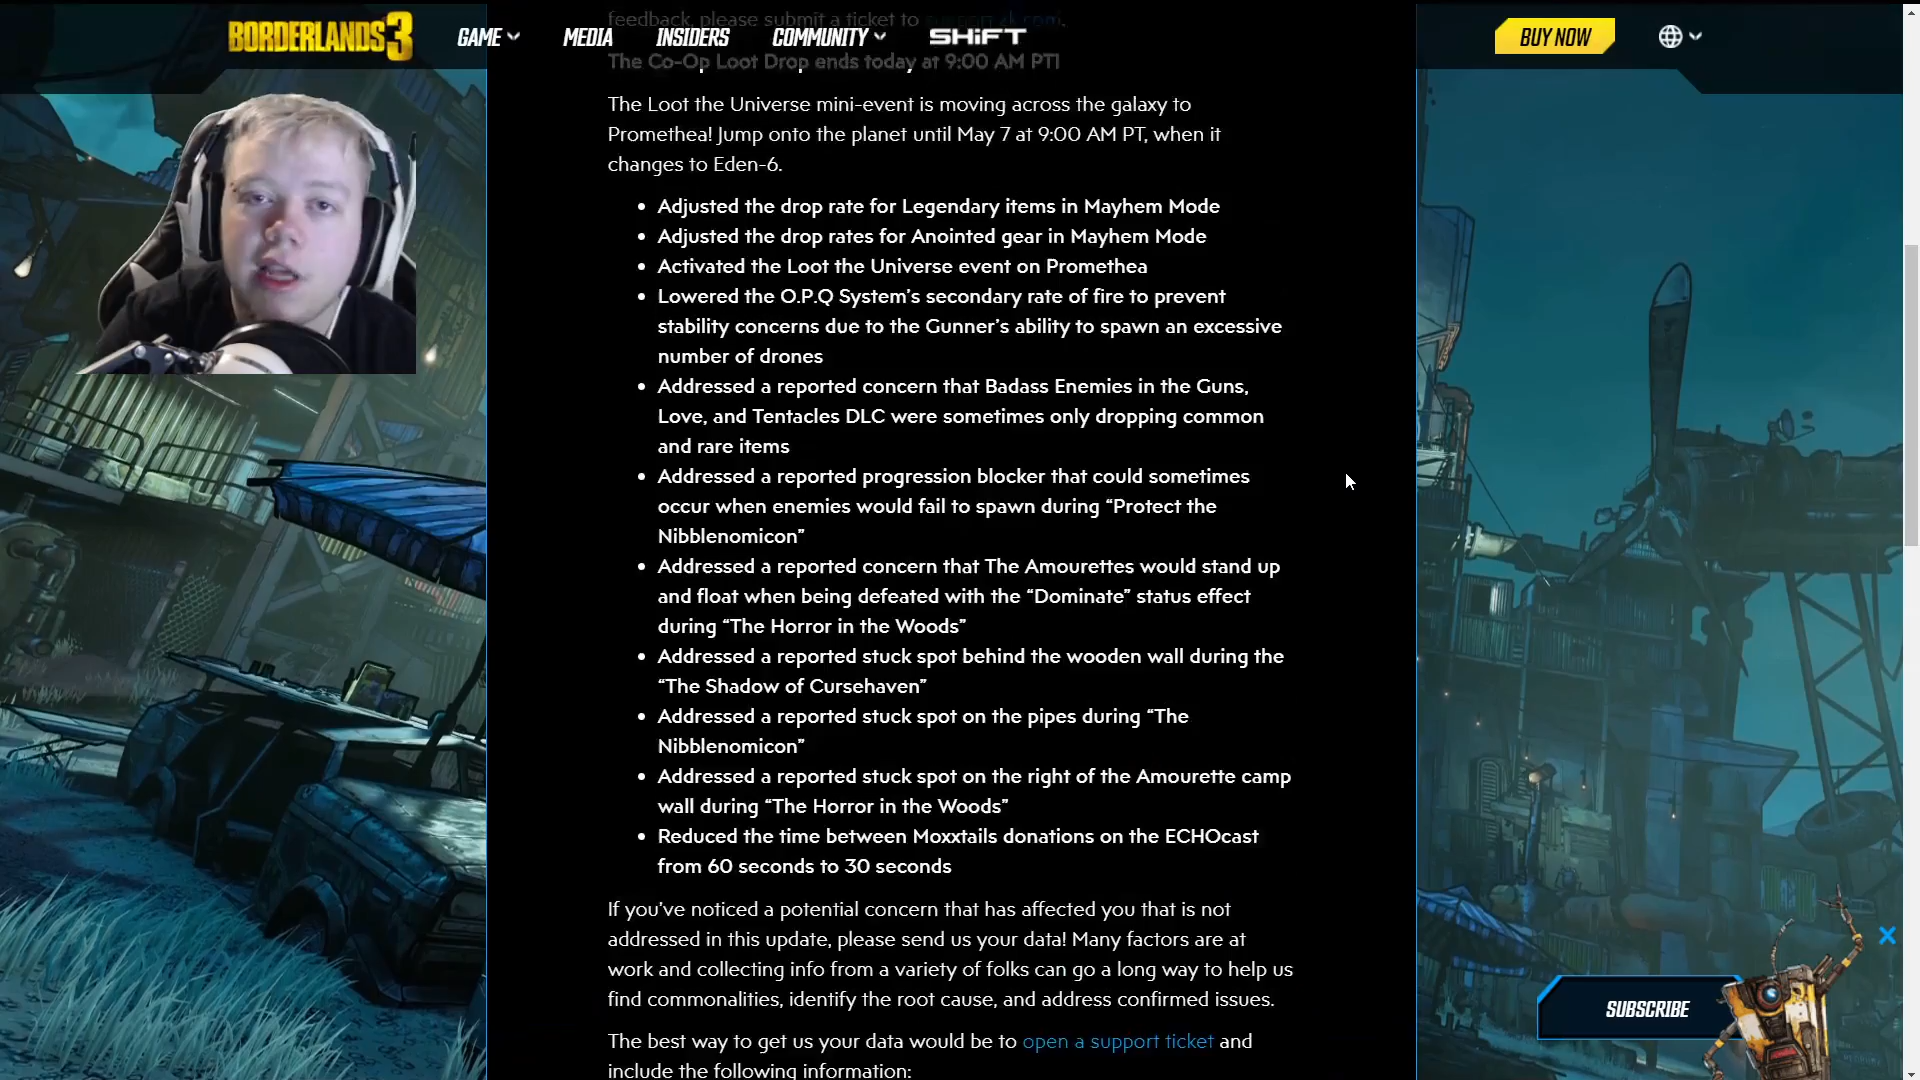 feedback, please submit a ticket to support.2k.com.
BORDERLANDS 3
GAME
MEDIA
INSIDERS
COMMUNITY
SHiFT
BUY NOW
The Co-Op Loot Drop ends today at 9:00 AM PT!
The Loot the Universe mini-event is moving across the galaxy to
Promethea! Jump onto the planet until May 7 at 9:00 AM PT, when it
changes to Eden-6.
• Adjusted the drop rate for Legendary items in Mayhem Mode
• Adjusted the drop rates for Anointed gear in Mayhem Mode
• Activated the Loot the Universe event on Promethea
• Lowered the O.P.Q System’s secondary rate of fire to prevent
stability concerns due to the Gunner’s ability to spawn an excessive
number of drones
• Addressed a reported concern that Badass Enemies in the Guns,
Love, and Tentacles DLC were sometimes only dropping common
and rare items
• Addressed a reported progression blocker that could sometimes
occur when enemies would fail to spawn during “Protect the
Nibblenomicon”
• Addressed a reported concern that The Amourettes would stand up
and float when being defeated with the “Dominate” status effect
during “The Horror in the Woods”
• Addressed a reported stuck spot behind the wooden wall during the
“The Shadow of Cursehaven”
• Addressed a reported stuck spot on the pipes during “The
Nibblenomicon”
• Addressed a reported stuck spot on the right of the Amourette camp
wall during “The Horror in the Woods”
• Reduced the time between Moxxtails donations on the ECHOcast
from 60 seconds to 30 seconds
If you’ve noticed a potential concern that has affected you that is not
addressed in this update, please send us your data! Many factors are at
work and collecting info from a variety of folks can go a long way to help us
find commonalities, identify the root cause, and address confirmed issues.
The best way to get us your data would be to open a support ticket and
include the following information:
SUBSCRIBE